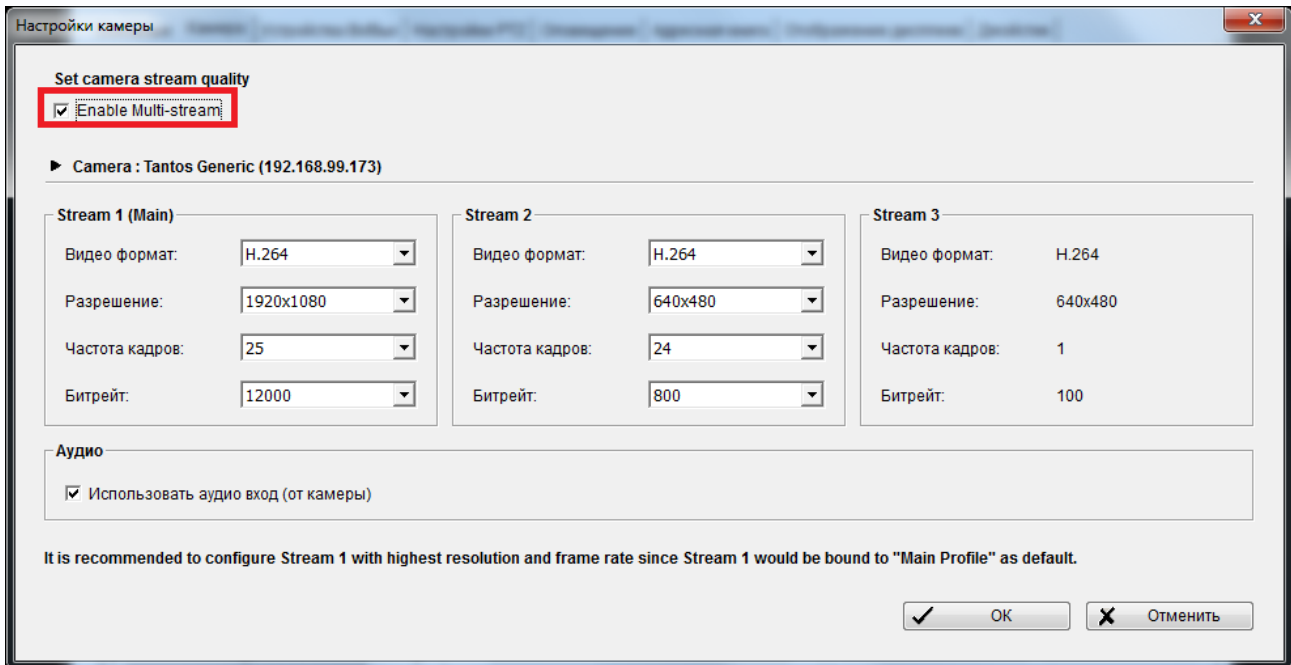 Настройки камеры
Set camera stream quality
Enable Multi-stream
Camera : Tantos Generic (192.168.99.173)
Stream 1 (Main) Stream 2 Stream 3
Видео формат: H.264 Видео формат: H.264 Видео формат: H.264
Разрешение: 1920x1080 Разрешение: 640x480 Разрешение: 640x480
Частота кадров: 25 Частота кадров: 24 Частота кадров: 1
Битрейт: 12000 Битрейт: 800 Битрейт: 100
Аудио
Использовать аудио вход (от камеры)
It is recommended to configure Stream 1 with highest resolution and frame rate since Stream 1 would be bound to "Main Profile" as default.
OK Отменить